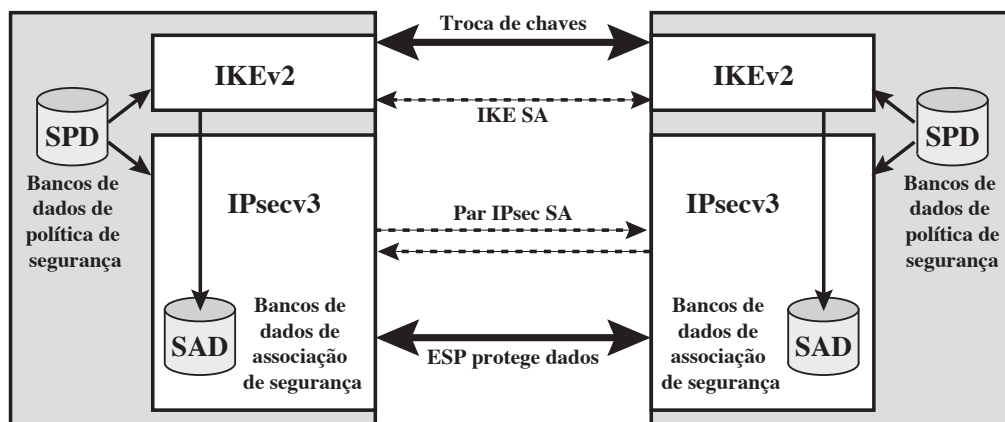 Troca de chaves
IKEv2
IKEv2
IKE SA
SPD
SPD
Bancos de
dados de
política de
segurança
Bancos de
dados de
política de
segurança
IPsecv3
IPsecv3
Par IPsec SA
SAD
Bancos de
dados de
associação
de segurança
ESP protege dados
Bancos de
dados de
associação
de segurança
SAD